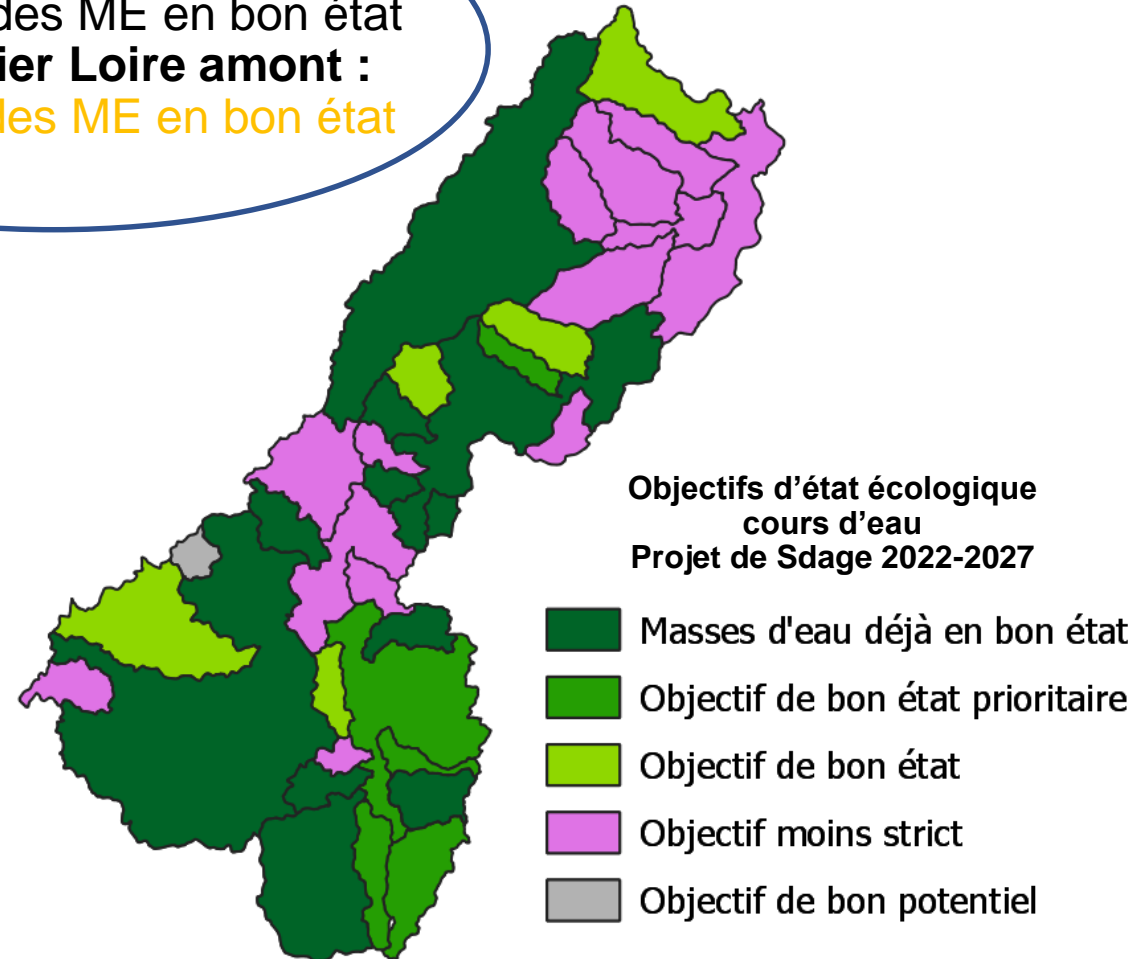 des ME en bon état
ier Loire amont :
des ME en bon état
Objectifs d’état écologique
cours d’eau
Projet de Sdage 2022-2027
Masses d'eau déjà en bon état
Objectif de bon état prioritaire
Objectif de bon état
Objectif moins strict
Objectif de bon potentiel